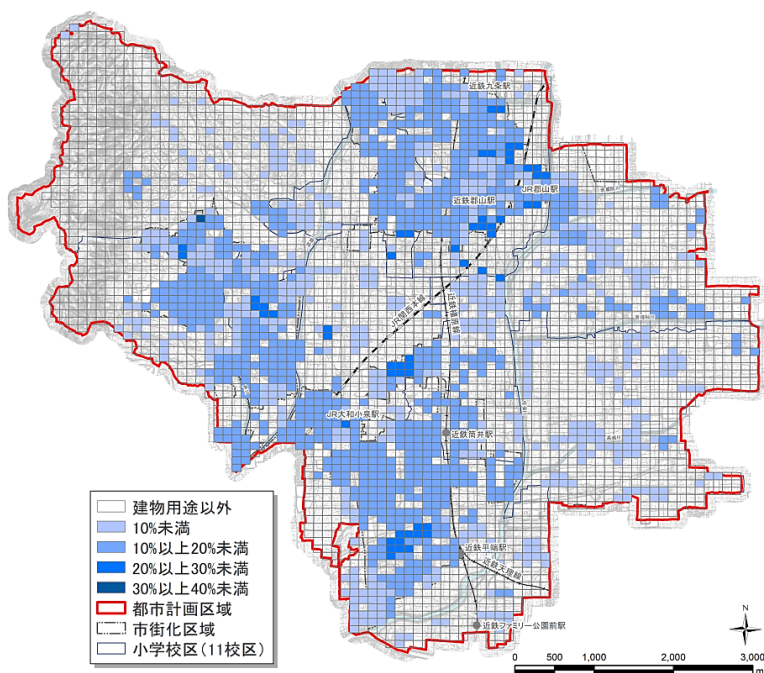 近鉄九条駅
JR郡山駅
近鉄郡山駅
JR関西本線
近鉄橿原線
JR大和小泉駅
近鉄筒井駅
近鉄平端駅
近鉄天理線
近鉄ファミリー公園前駅
建物用途以外
10%未満
10%以上20%未満
20%以上30%未満
30%以上40%未満
都市計画区域
市街化区域
小学校区(11校区)
N
0 500 1,000 2,000 3,000
m